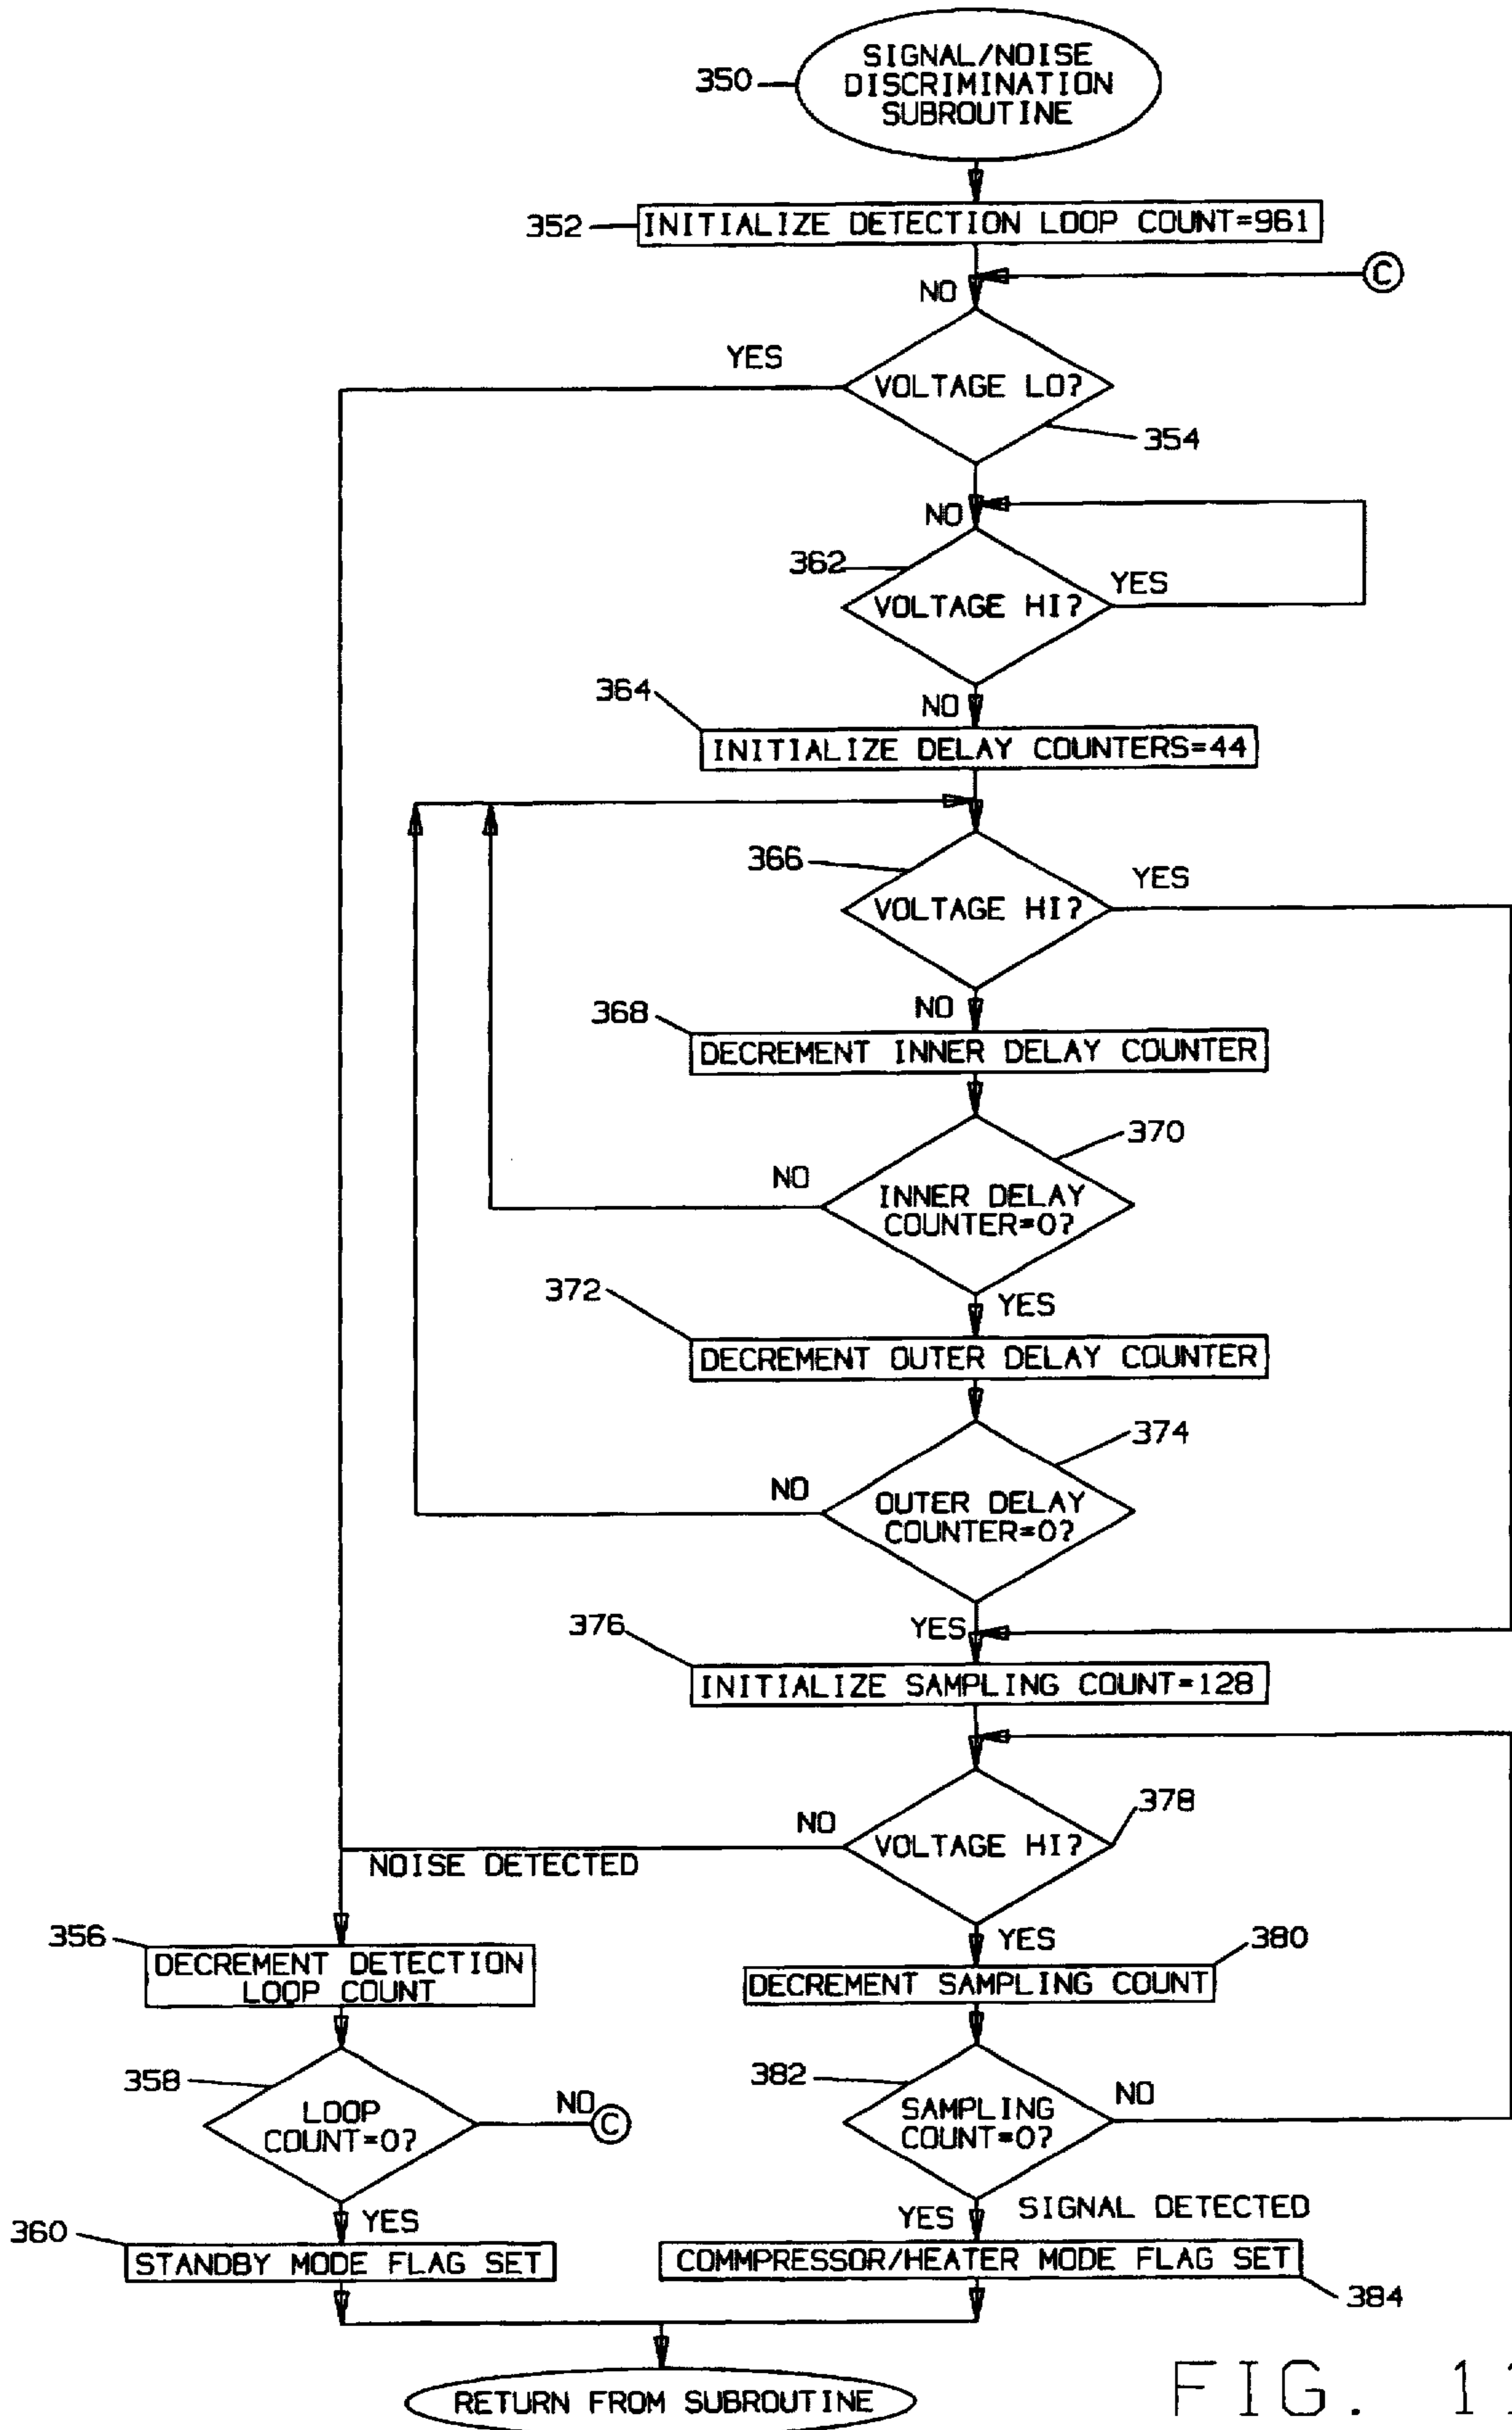 SIGNAL/NOISE
DISCRIMINATION
SUBROUTINE
350
352
INITIALIZE DETECTION LOOP COUNT=961
C
NO
YES
VOLTAGE LO?
354
NO
362
VOLTAGE HI?
YES
364
NO
INITIALIZE DELAY COUNTERS=44
366
VOLTAGE HI?
YES
368
NO
DECREMENT INNER DELAY COUNTER
370
NO
INNER DELAY
COUNTER=0?
372
YES
DECREMENT OUTER DELAY COUNTER
374
NO
OUTER DELAY
COUNTER=0?
376
YES
INITIALIZE SAMPLING COUNT=128
378
NO
VOLTAGE HI?
NOISE DETECTED
356
DECREMENT DETECTION
LOOP COUNT
YES
380
DECREMENT SAMPLING COUNT
358
LOOP
COUNT=0?
NO
C
382
SAMPLING
COUNT=0?
NO
360
YES
STANDBY MODE FLAG SET
YES
SIGNAL DETECTED
COMMPRESSOR/HEATER MODE FLAG SET
384
RETURN FROM SUBROUTINE